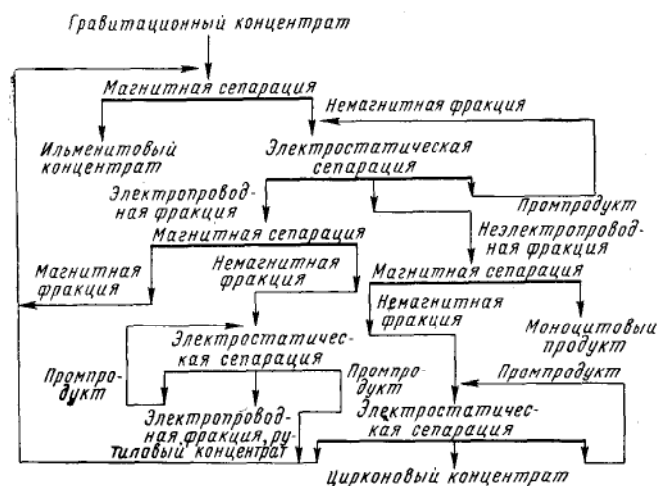 Гравитационный концентрат
Магнитная сепарация
Немагнитная фракция
Ильменитовый
концентрат
Электростатическая
сепарация
Электропровод-
ная фракция
Промпродукт
Магнитная сепарация
Неэлектропровод-
ная фракция
Магнитная
фракция
Немагнитная
фракция
Магнитная сепарация
Немагнитная
фракция
Моноцитовый
продукт
Электростатичес-
кая сепарация
Промпро-
дукт
Промпро-
дукт
Промпродукт
Электропровод-
ная фракция, ру-
тиловый концентрат
Электростатичес-
кая сепарация
Цирконовый концентрат